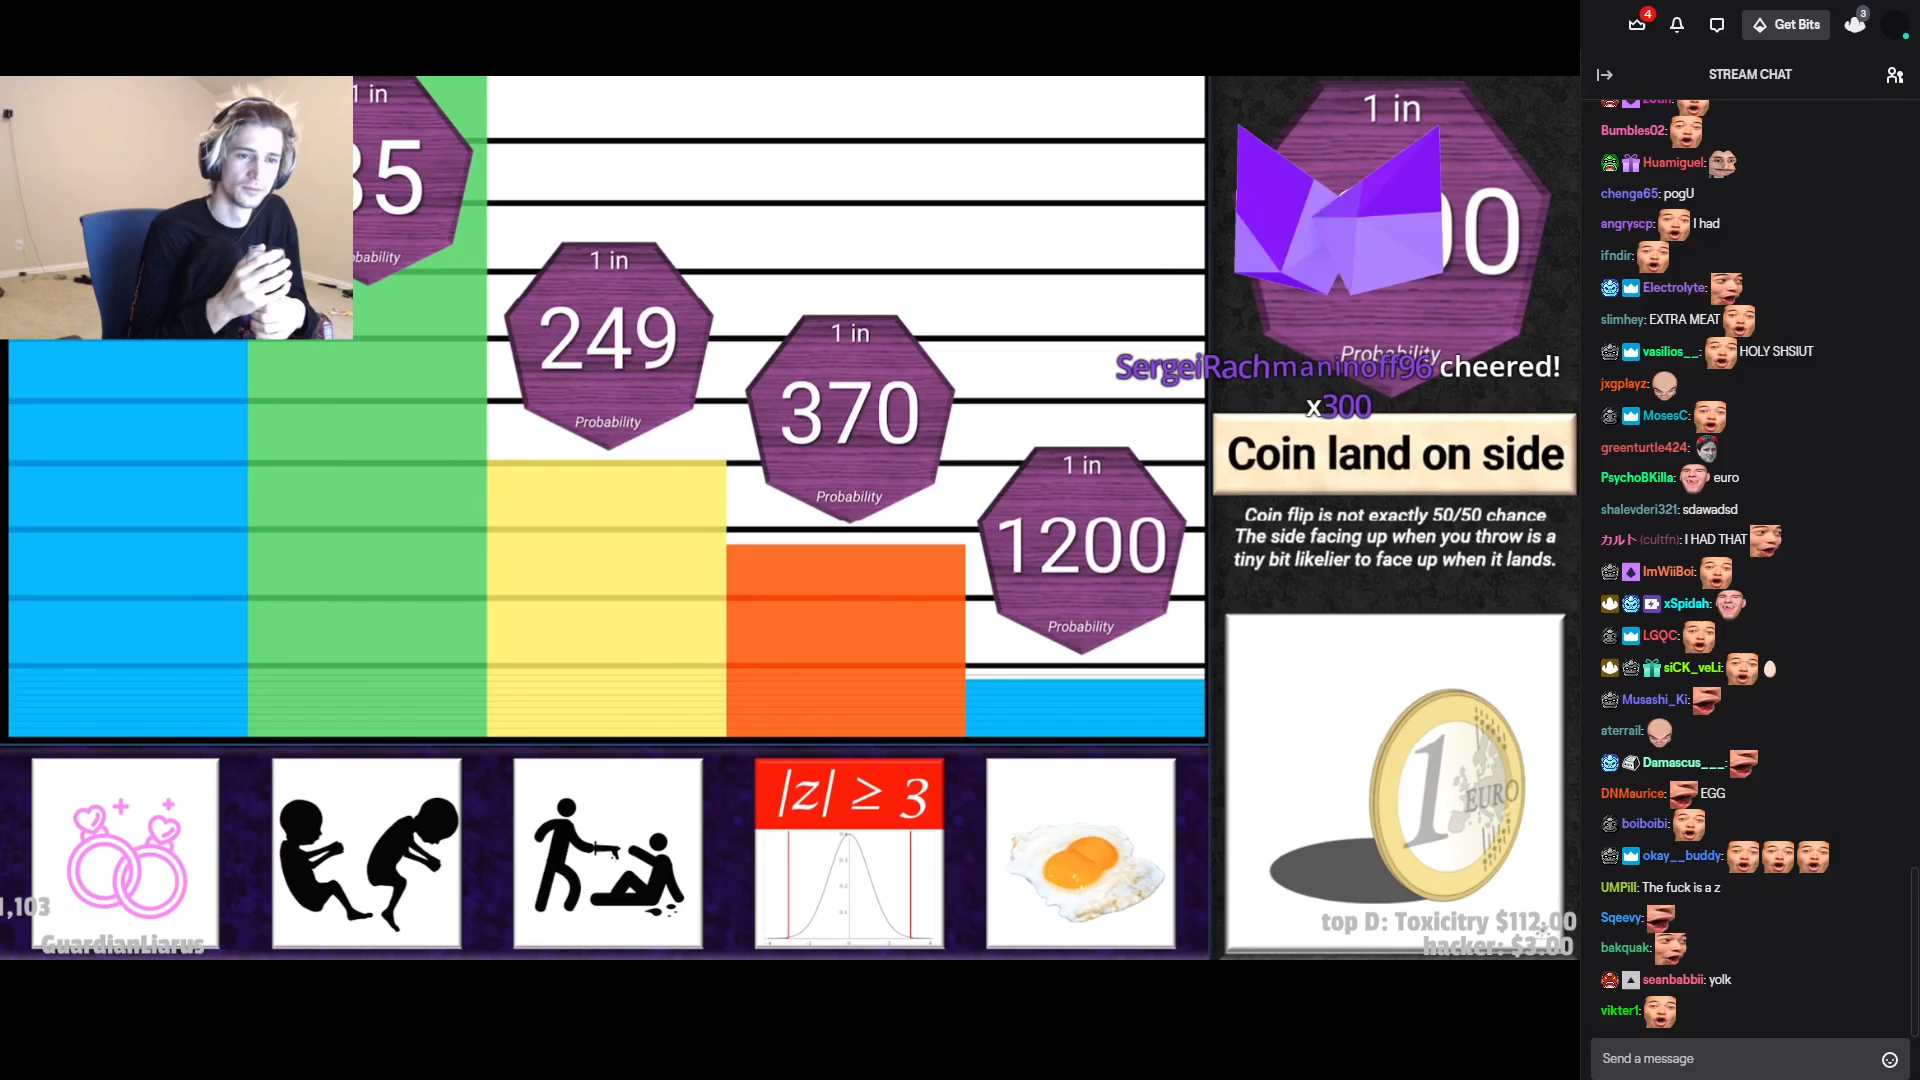 4
3
Get Bits
STREAM CHAT
Bumbles02:
Huamiguel:
chenga65: pogU
angryscp: I had
ifndir:
Electrolyte:
slimhey: EXTRA MEAT
vasilios__: HOLY SHSIUT
jxgplayz:
MosesC:
greenturtle424:
PsychoBKilla: euro
shalevderi321: sdawadsd
カルト (cultfn): I HAD THAT
ImWiiBoi:
xSpidah:
LGQC:
siCK_veLi:
Musashi_Ki:
aterrail:
Damascus___:
DNMaurice: EGG
boiboibi:
okay__buddy:
UMPill: The fuck is a z
Sqeevy:
bakquak:
seanbabbii: yolk
vikter1:
Send a message
1 in
35
bability
1 in
249
Probability
1 in
370
Probability
1 in
1200
Probability
1 in
00
Probability
SergeiRachmaninoff96 cheered!
x300
Coin land on side
Coin flip is not exactly 50/50 chance
The side facing up when you throw is a
tiny bit likelier to face up when it lands.
|z| ≥ 3
1 EURO
1,103
GuardianLiarus
top D: Toxicitry $112.00
hacker: $3.00